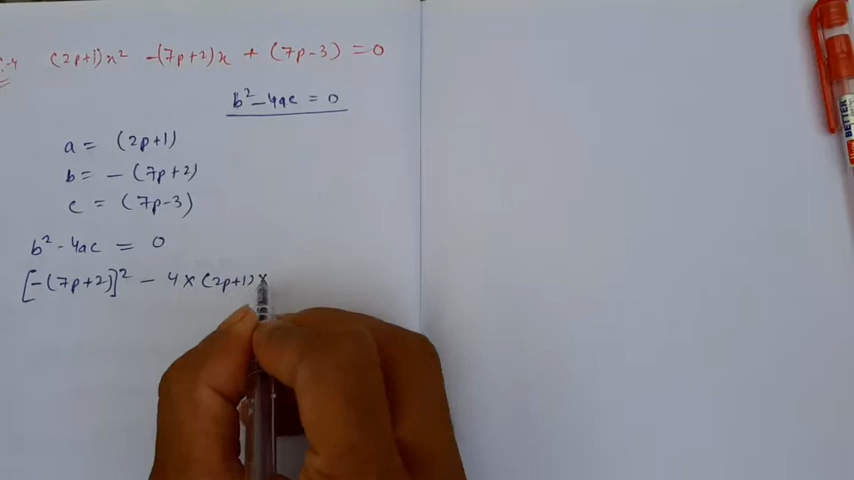 (2p+1)x² -(7p+2)x + (7p-3) = 0
b²-4ac = 0
a = (2p+1)
b = - (7p+2)
c = (7p-3)
b² - 4ac = 0
[-(7p+2)]² - 4×(2p+1)×
BETTER